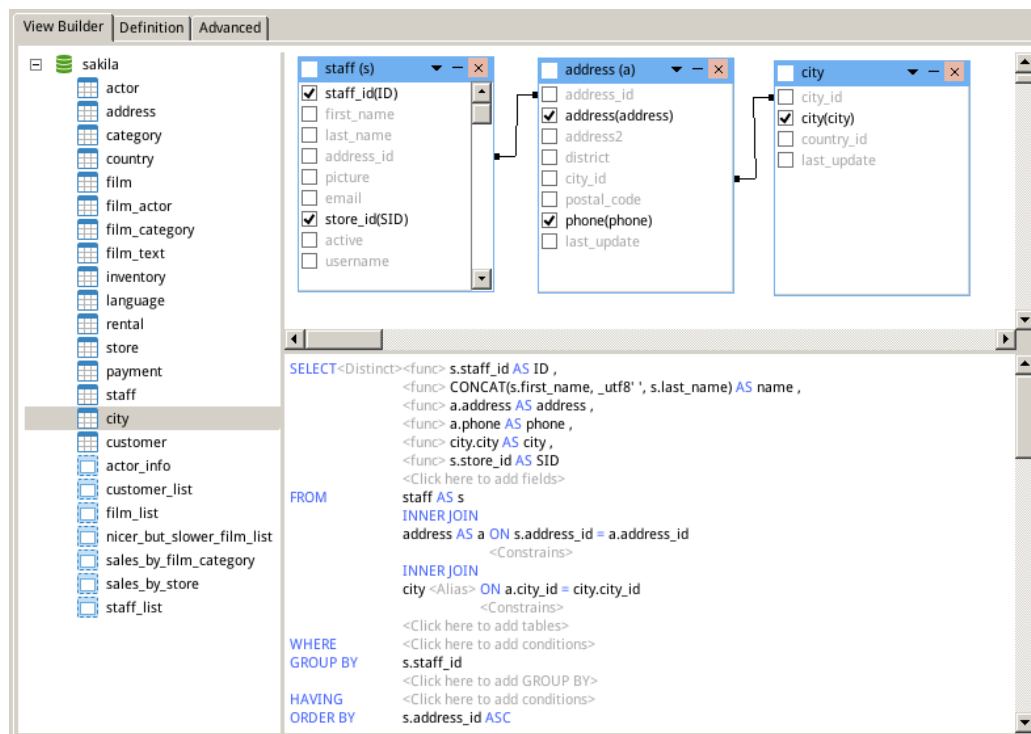 View Builder Definition Advanced
sakila
actor
address
category
country
film
film_actor
film_category
film_text
inventory
language
rental
store
payment
staff
city
customer
actor_info
customer_list
film_list
nicer_but_slower_film_list
sales_by_film_category
sales_by_store
staff_list
staff (s)
staff_id(ID)
first_name
last_name
address_id
picture
email
store_id(SID)
active
username
address (a)
address_id
address(address)
address2
district
city_id
postal_code
phone(phone)
last_update
city
city_id
city(city)
country_id
last_update
SELECT<Distinct><func> s.staff_id AS ID ,
<func> CONCAT(s.first_name, _utf8' ', s.last_name) AS name ,
<func> a.address AS address ,
<func> a.phone AS phone ,
<func> city.city AS city ,
<func> s.store_id AS SID
<Click here to add fields>
FROM staff AS s
INNER JOIN
address AS a ON s.address_id = a.address_id
<Constrains>
INNER JOIN
city <Alias> ON a.city_id = city.city_id
<Constrains>
<Click here to add tables>
WHERE <Click here to add conditions>
GROUP BY s.staff_id
<Click here to add GROUP BY>
HAVING <Click here to add conditions>
ORDER BY s.address_id ASC